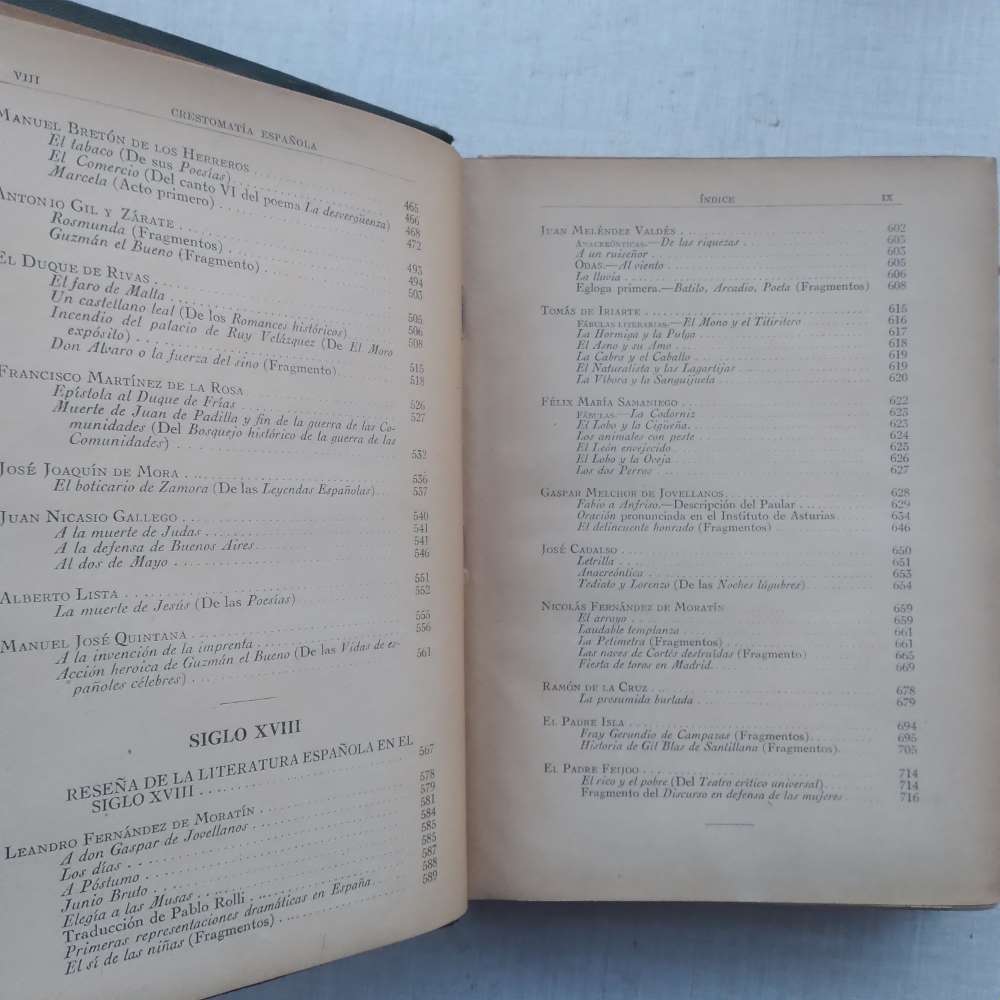 VIII
CRESTOMATÍA ESPAÑOLA
MANUEL BRETÓN DE LOS HERREROS 465
El tabaco (De sus Poesías) 466
El Comercio (Del canto VI del poema La desvergüenza) 468
Marcela (Acto primero) 472
ANTONIO GIL Y ZÁRATE 493
Rosmunda (Fragmentos) 494
Guzmán el Bueno (Fragmento) 503
EL DUQUE DE RIVAS 505
El faro de Malta 506
Un castellano leal (De los Romances históricos) 508
Incendio del palacio de Ruy Velázquez (De El Moro
expósito) 515
Don Alvaro o la fuerza del sino (Fragmento) 518
FRANCISCO MARTÍNEZ DE LA ROSA 526
Epístola al Duque de Frías 527
Muerte de Juan de Padilla y fin de la guerra de las Co-
munidades (Del Bosquejo histórico de la guerra de las
Comunidades) 532
JOSÉ JOAQUÍN DE MORA 536
El boticario de Zamora (De las Leyendas Españolas) 537
JUAN NICASIO GALLEGO 540
A la muerte de Judas 541
A la defensa de Buenos Aires 541
Al dos de Mayo 546
ALBERTO LISTA 551
La muerte de Jesús (De las Poesías) 552
MANUEL JOSÉ QUINTANA 555
A la invención de la imprenta 556
Acción heroica de Guzmán el Bueno (De las Vidas de es-
pañoles célebres) 561
SIGLO XVIII
RESEÑA DE LA LITERATURA ESPAÑOLA EN EL
SIGLO XVIII 567
LEANDRO FERNÁNDEZ DE MORATÍN 578
A don Gaspar de Jovellanos 579
Los días 581
A Póstumo 584
Junio Bruto 585
Elegía a las Musas 585
Traducción de Pablo Rolli 587
Primeras representaciones dramáticas en España 588
El sí de las niñas (Fragmentos) 589
ÍNDICE IX
JUAN MELÉNDEZ VALDÉS 602
ANACREÓNTICAS.—De las riquezas 603
A un ruiseñor 603
ODAS.—Al viento 605
La lluvia 606
Egloga primera.—Batilo, Arcadio, Poeta (Fragmentos) 608
TOMÁS DE IRIARTE 615
FÁBULAS LITERARIAS.—El Mono y el Titiritero 616
La Hormiga y la Pulga 617
El Asno y su Amo 618
La Cabra y el Caballo 619
El Naturalista y las Lagartijas 619
La Víbora y la Sanguijuela 620
FÉLIX MARÍA SAMANIEGO 622
FÁBULAS.—La Codorniz 623
El Lobo y la Cigüeña 623
Los animales con peste 624
El León envejecido 625
El Lobo y la Oveja 626
Los dos Perros 627
GASPAR MELCHOR DE JOVELLANOS 628
Fabio a Anfriso.—Descripción del Paular 629
Oración pronunciada en el Instituto de Asturias 634
El delincuente honrado (Fragmentos) 646
JOSÉ CADALSO 650
Letrilla 651
Anacreóntica 653
Tediato y Lorenzo (De las Noches lúgubres) 654
NICOLÁS FERNÁNDEZ DE MORATÍN 659
El arroyo 659
Laudable templanza 661
La Petimetra (Fragmentos) 661
Las naves de Cortés destruídas (Fragmento) 665
Fiesta de toros en Madrid 669
RAMÓN DE LA CRUZ 678
La presumida burlada 679
EL PADRE ISLA 694
Fray Gerundio de Campazas (Fragmentos) 695
Historia de Gil Blas de Santillana (Fragmentos) 705
EL PADRE FEIJOO 714
El rico y el pobre (Del Teatro crítico universal) 714
Fragmento del Discurso en defensa de las mujeres 716